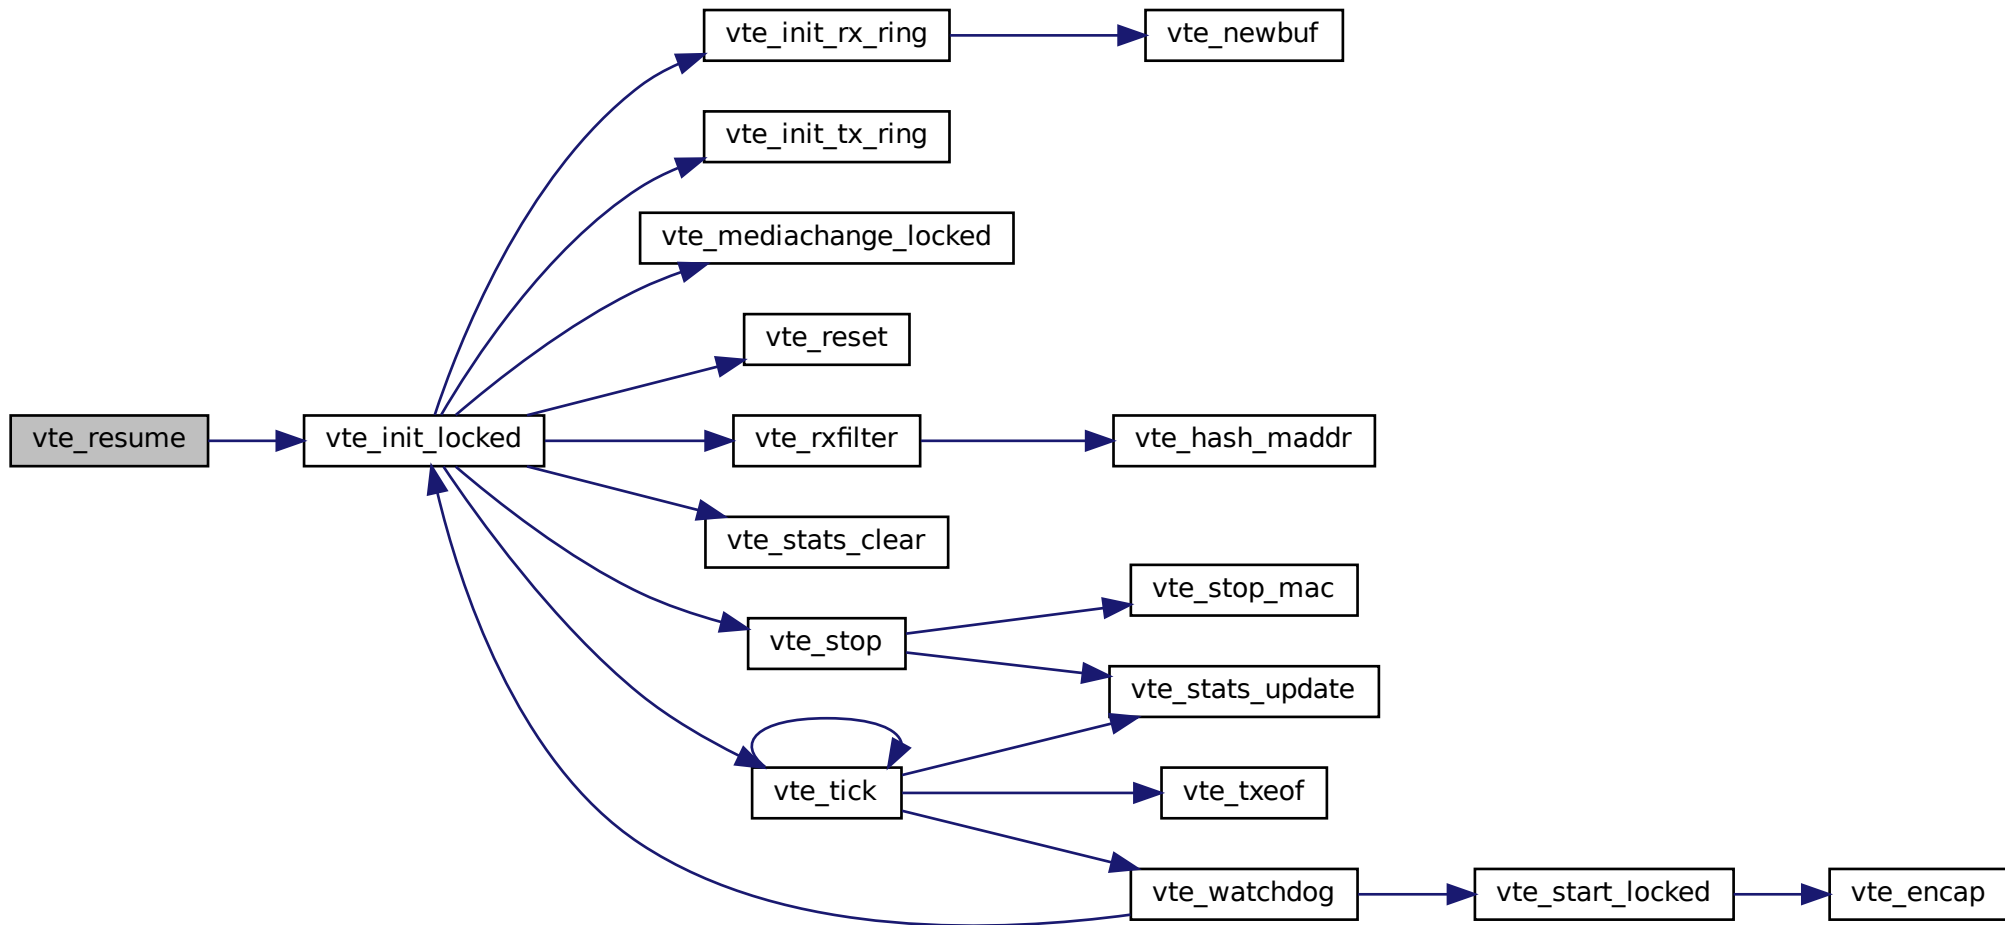 vte_init_rx_ring
vte_newbuf
vte_init_tx_ring
vte_mediachange_locked
vte_reset
vte_resume
vte_init_locked
vte_rxfilter
vte_hash_maddr
vte_stats_clear
vte_stop_mac
vte_stop
vte_stats_update
vte_tick
vte_txeof
vte_watchdog
vte_start_locked
vte_encap